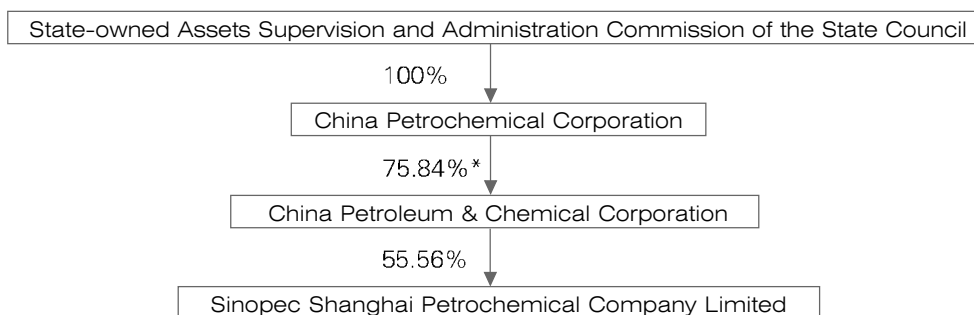 State-owned Assets Supervision and Administration Commission of the State Council
100%
China Petrochemical Corporation
75.84%*
China Petroleum & Chemical Corporation
55.56%
Sinopec Shanghai Petrochemical Company Limited